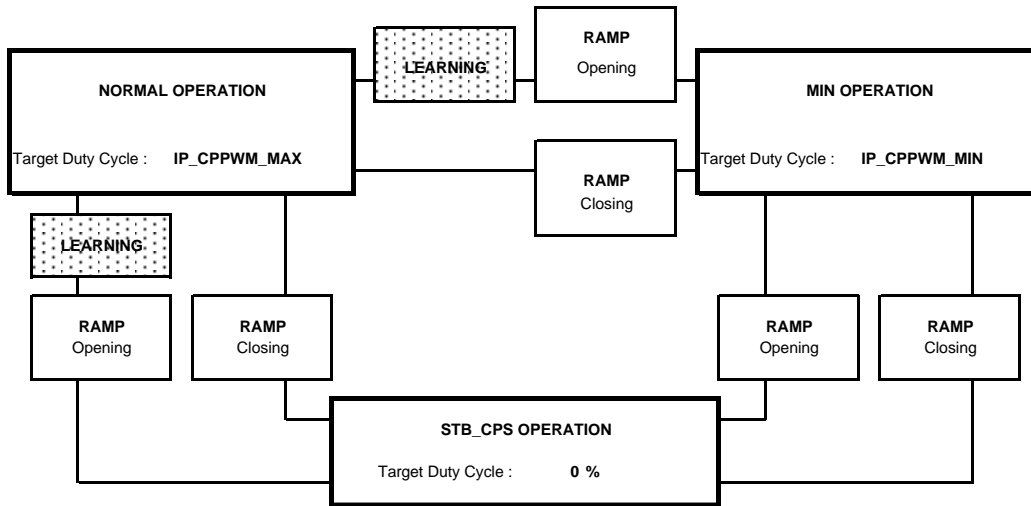 RAMP
Opening
LEARNING
NORMAL OPERATION
MIN OPERATION
Target Duty Cycle : IP_CPPWM_MAX
Target Duty Cycle : IP_CPPWM_MIN
RAMP
Closing
LEARNING
RAMP
Opening
RAMP
Closing
RAMP
Opening
RAMP
Closing
STB_CPS OPERATION
Target Duty Cycle : 0 %